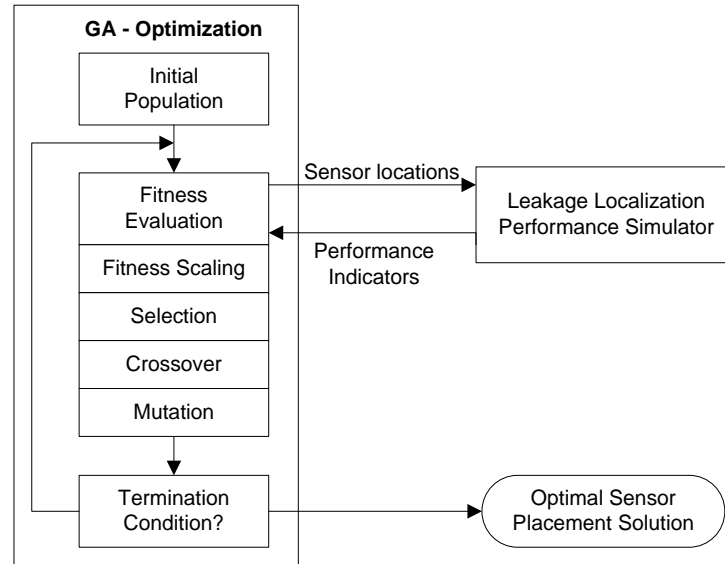 GA - Optimization
Initial
Population
Sensor locations
Fitness
Evaluation
Leakage Localization
Performance Simulator
Performance
Indicators
Fitness Scaling
Selection
Crossover
Mutation
Termination
Condition?
Optimal Sensor
Placement Solution